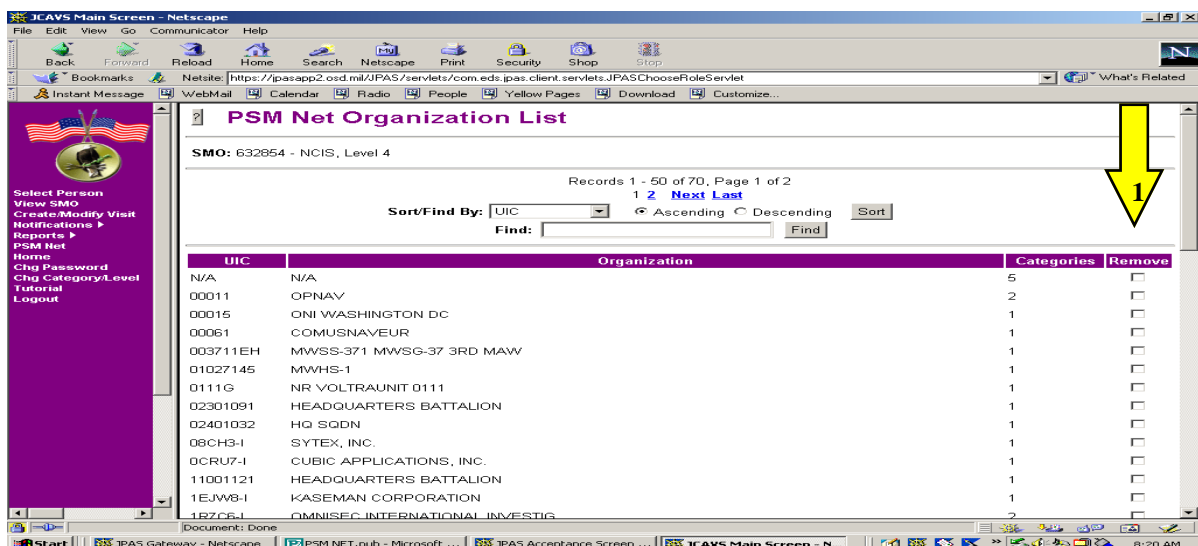 JCAVS Main Screen - Netscape
File Edit View Go Communicator Help
Back Forward Reload Home Search Netscape Print Security Shop Stop
My
N
Bookmarks Netsite: https://jpasapp2.osd.mil/JPAS/servlets/com.eds.jpas.client.servlets.JPASChooseRoleServlet What's Related
Instant Message WebMail Calendar Radio People Yellow Pages Download Customize...
Select Person
View SMO
Create/Modify Visit
Notifications
Reports
PSM Net
Home
Chg Password
Chg Category/Level
Tutorial
Logout
? PSM Net Organization List
SMO: 632854 - NCIS, Level 4
Records 1 - 50 of 70, Page 1 of 2
1 2 Next Last
Sort/Find By: UIC Ascending Descending Sort
Find: Find
1
UIC Organization Categories Remove
N/A N/A 5
00011 OPNAV 2
00015 ONI WASHINGTON DC 1
00061 COMUSNAVEUR 1
003711EH MWSS-371 MWSG-37 3RD MAW 1
01027145 MWHS-1 1
0111G NR VOLTRAUNIT 0111 1
02301091 HEADQUARTERS BATTALION 1
02401032 HQ SQDN 1
08CH3-I SYTEX, INC. 1
0CRU7-I CUBIC APPLICATIONS, INC. 1
11001121 HEADQUARTERS BATTALION 1
1EJW8-I KASEMAN CORPORATION 1
1RZC6-I OMNISEC INTERNATIONAL INVESTIG 2
Document: Done
Start JPAS Gateway - Netscape PSM NET.pub - Microsoft ... JPAS Acceptance Screen ... JCAVS Main Screen - N... 8:20 AM